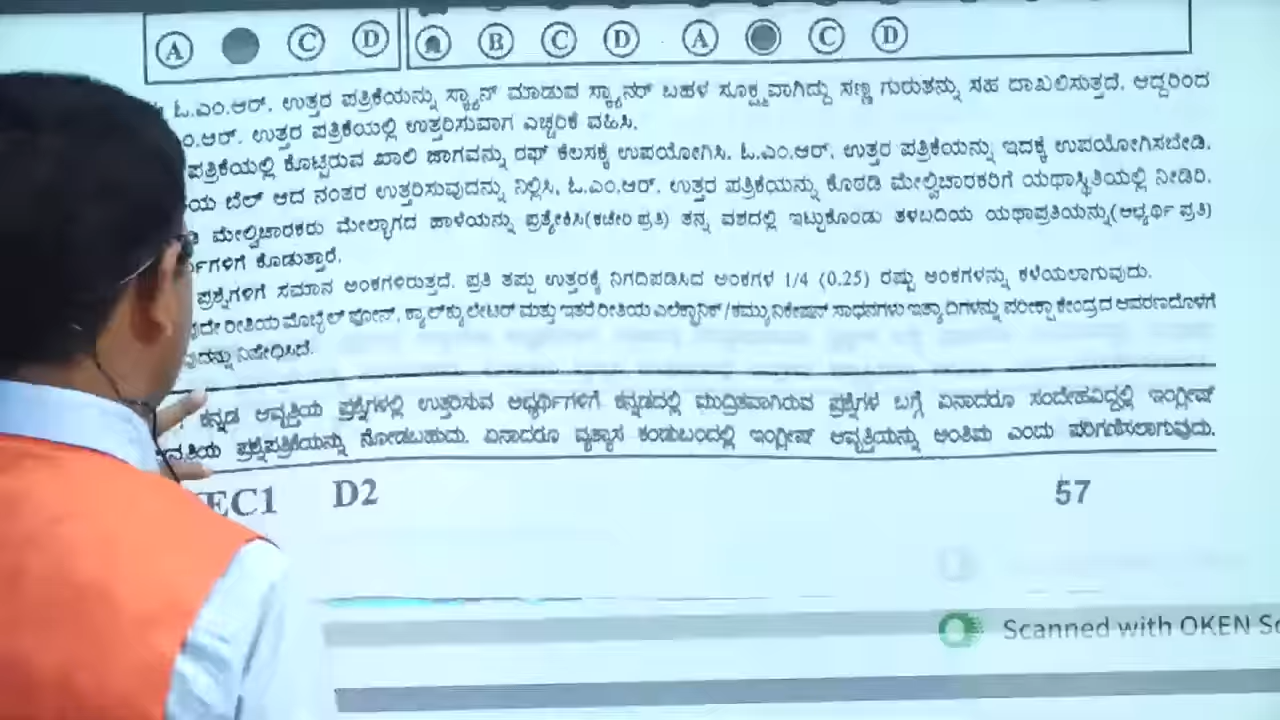 A C D A B C D A C D
ಓ.ಎಂ.ಆರ್. ಉತ್ತರ ಪತ್ರಿಕೆಯನ್ನು ಸ್ಕ್ಯಾನ್ ಮಾಡುವ ಸ್ಕ್ಯಾನರ್ ಬಹಳ ಸೂಕ್ಷ್ಮವಾಗಿದ್ದು ಸಣ್ಣ ಗುರುತನ್ನು ಸಹ ದಾಖಲಿಸುತ್ತದೆ. ಆದ್ದರಿಂದ
ಂ.ಆರ್. ಉತ್ತರ ಪತ್ರಿಕೆಯಲ್ಲಿ ಉತ್ತರಿಸುವಾಗ ಎಚ್ಚರಿಕೆ ವಹಿಸಿ.
ಪತ್ರಿಕೆಯಲ್ಲಿ ಕೊಟ್ಟಿರುವ ಖಾಲಿ ಜಾಗವನ್ನು ರಫ್ ಕೆಲಸಕ್ಕೆ ಉಪಯೋಗಿಸಿ. ಓ.ಎಂ.ಆರ್. ಉತ್ತರ ಪತ್ರಿಕೆಯನ್ನು ಇದಕ್ಕೆ ಉಪಯೋಗಿಸಬೇಡಿ.
ಯ ಬೆಲ್ ಆದ ನಂತರ ಉತ್ತರಿಸುವುದನ್ನು ನಿಲ್ಲಿಸಿ. ಓ.ಎಂ.ಆರ್. ಉತ್ತರ ಪತ್ರಿಕೆಯನ್ನು ಕೊಠಡಿ ಮೇಲ್ವಿಚಾರಕರಿಗೆ ಯಥಾಸ್ಥಿತಿಯಲ್ಲಿ ನೀಡಿರಿ.
ಮೇಲ್ವಿಚಾರಕರು ಮೇಲ್ಭಾಗದ ಹಾಳೆಯನ್ನು ಪ್ರತ್ಯೇಕಿಸಿ(ಕಚೇರಿ ಪ್ರತಿ) ತನ್ನ ವಶದಲ್ಲಿ ಇಟ್ಟುಕೊಂಡು ತಳಬದಿಯ ಯಥಾಪ್ರತಿಯನ್ನು(ಅಭ್ಯರ್ಥಿ ಪ್ರತಿ)
ಗಳಿಗೆ ಕೊಡುತ್ತಾರೆ.
ಪ್ರಶ್ನೆಗಳಿಗೆ ಸಮಾನ ಅಂಕಗಳಿರುತ್ತದೆ. ಪ್ರತಿ ತಪ್ಪು ಉತ್ತರಕ್ಕೆ ನಿಗದಿಪಡಿಸಿದ ಅಂಕಗಳ 1/4 (0.25) ರಷ್ಟು ಅಂಕಗಳನ್ನು ಕಳೆಯಲಾಗುವುದು.
ದೇ ರೀತಿಯ ಮೊಬೈಲ್ ಫೋನ್, ಕ್ಯಾಲ್ಕ್ಯುಲೇಟರ್ ಮತ್ತು ಇತರೆ ರೀತಿಯ ಎಲೆಕ್ಟ್ರಾನಿಕ್/ಕಮ್ಯುನಿಕೇಷನ್ ಸಾಧನಗಳು ಇತ್ಯಾದಿಗಳನ್ನು ಪರೀಕ್ಷಾ ಕೇಂದ್ರದ ಆವರಣದೊಳಗೆ
ವುದನ್ನು ನಿಷೇಧಿಸಿದೆ.
ಕನ್ನಡ ಆವೃತ್ತಿಯ ಪ್ರಶ್ನೆಗಳಲ್ಲಿ ಉತ್ತರಿಸುವ ಅಭ್ಯರ್ಥಿಗಳಿಗೆ ಕನ್ನಡದಲ್ಲಿ ಮುದ್ರಿತವಾಗಿರುವ ಪ್ರಶ್ನೆಗಳ ಬಗ್ಗೆ ಏನಾದರೂ ಸಂದೇಹವಿದ್ದಲ್ಲಿ ಇಂಗ್ಲೀಷ್
ಆವೃತ್ತಿಯ ಪ್ರಶ್ನೆಪತ್ರಿಕೆಯನ್ನು ನೋಡಬಹುದು. ಏನಾದರೂ ವ್ಯತ್ಯಾಸ ಕಂಡುಬಂದಲ್ಲಿ ಇಂಗ್ಲೀಷ್ ಆವೃತ್ತಿಯನ್ನು ಅಂತಿಮ ಎಂದು ಪರಿಗಣಿಸಲಾಗುವುದು.
EC1 D2 57
Scanned with OKEN Sc